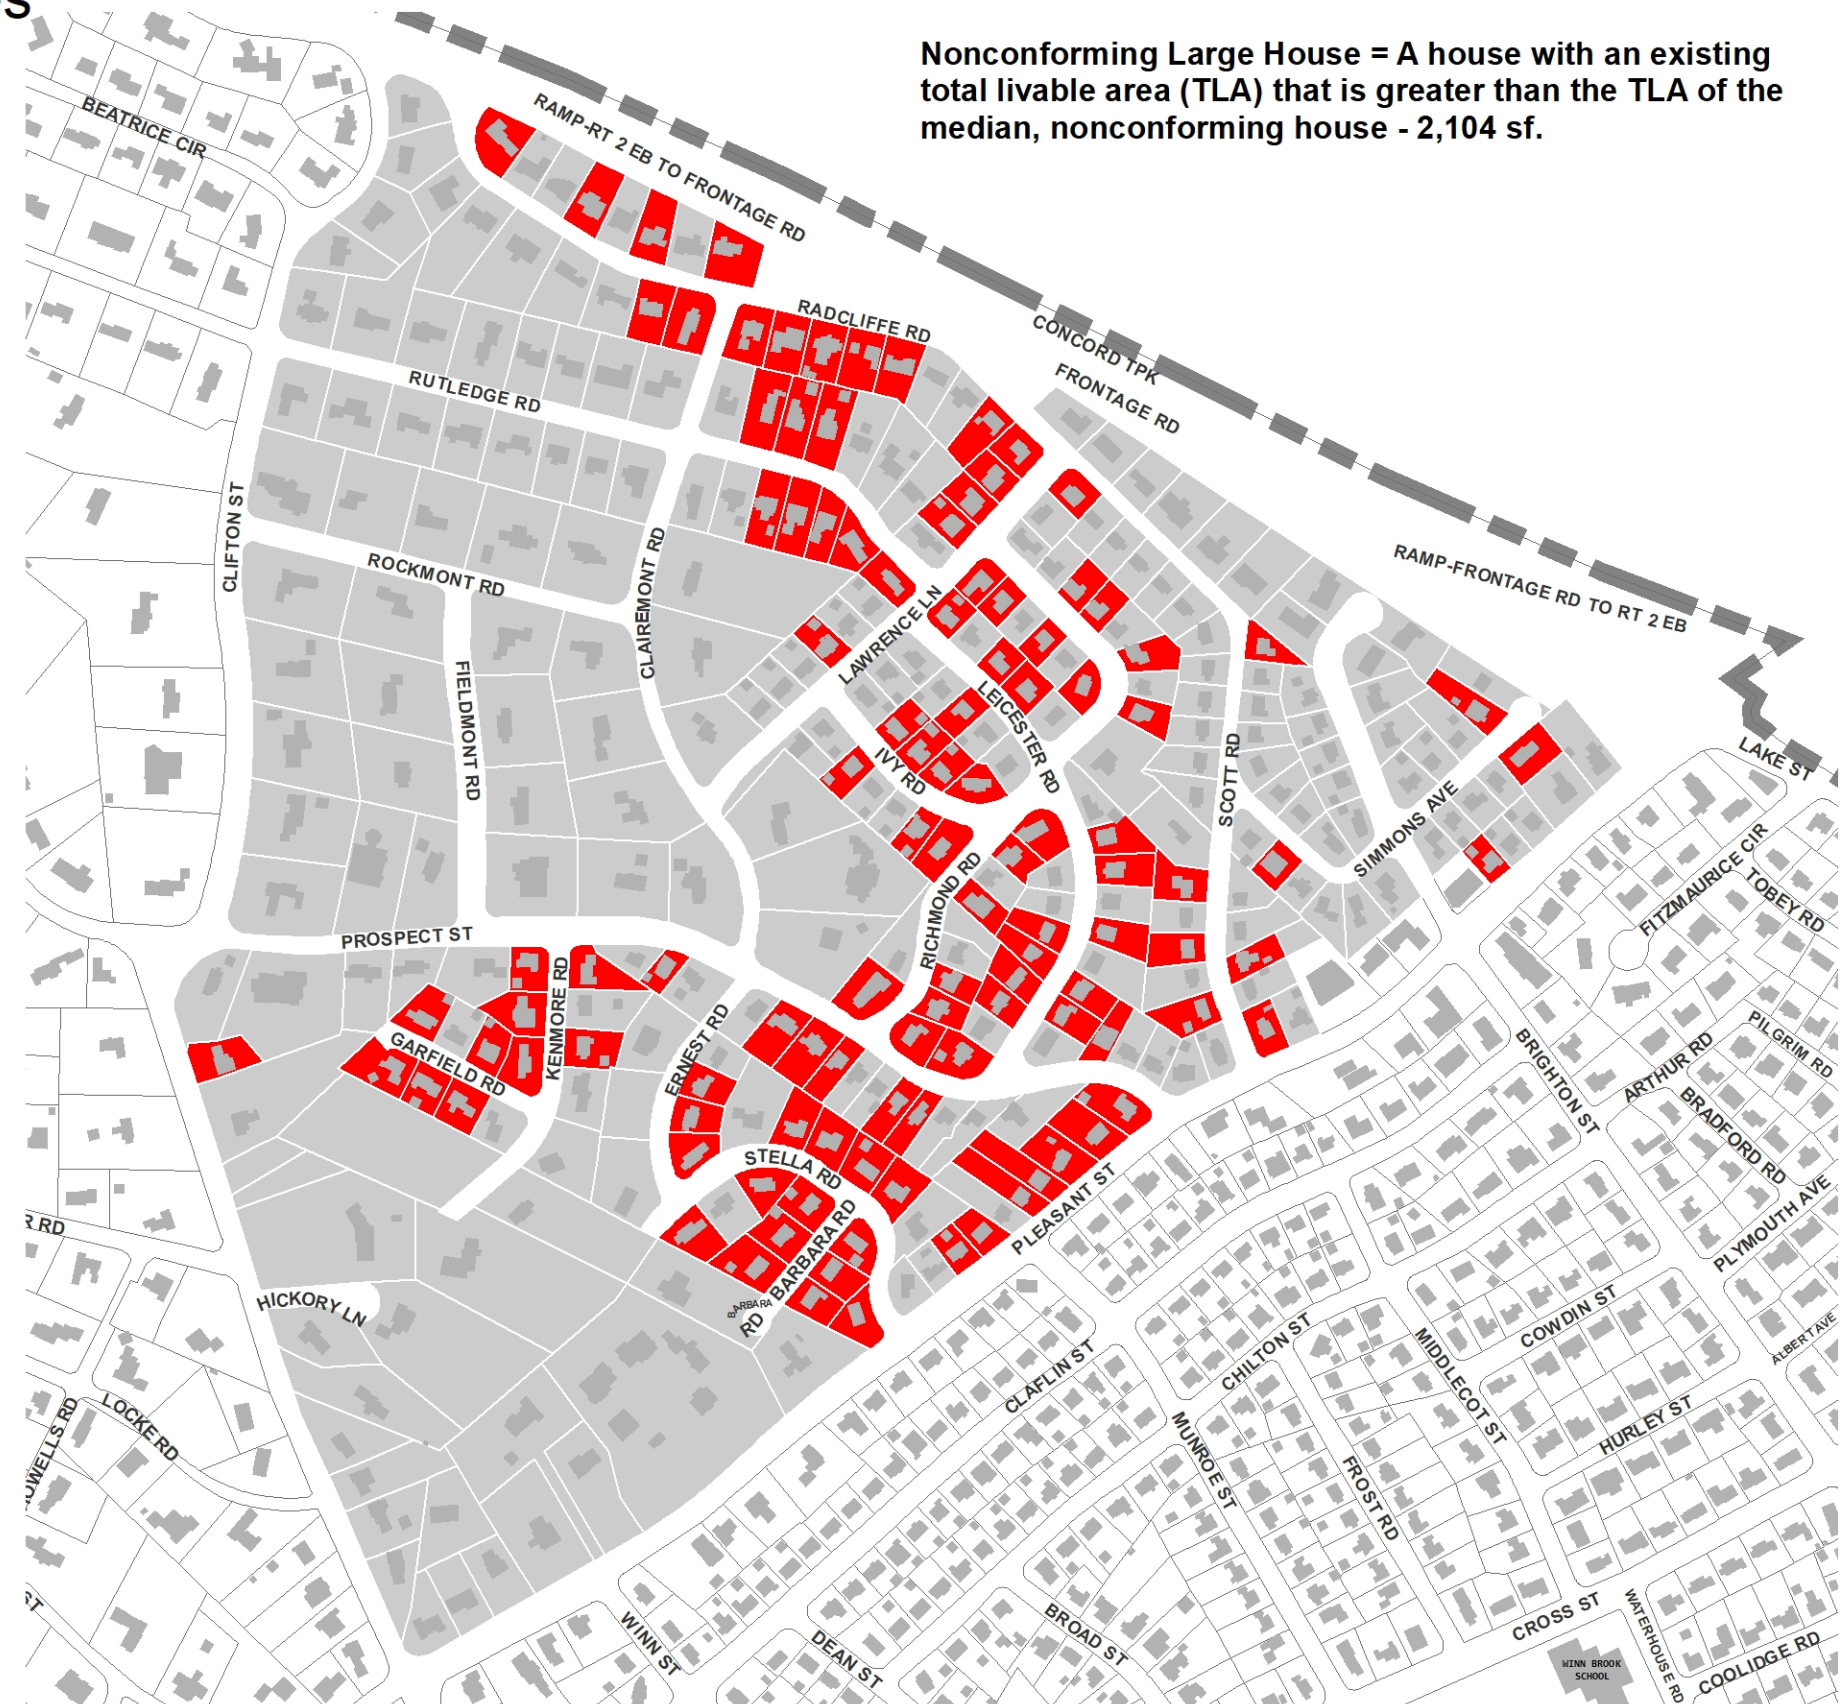 Nonconforming Large House = A house with an existing
total livable area (TLA) that is greater than the TLA of the
median, nonconforming house - 2,104 sf.
BEATRICE CIR
RAMP-RT 2 EB TO FRONTAGE RD
RADCLIFFE RD
CONCORD TPK
FRONTAGE RD
RUTLEDGE RD
CLIFTON ST
ROCKMONT RD
CLAIREMONT RD
RAMP-FRONTAGE RD TO RT 2 EB
LAWRENCE LN
FIELDMONT RD
LEICESTER RD
IVY RD
SCOTT RD
LAKE ST
SIMMONS AVE
FITZMAURICE CIR
TOBEY RD
RICHMOND RD
PROSPECT ST
KENMORE RD
GARFIELD RD
ERNEST RD
BRIGHTON ST
ARTHUR RD
PILGRIM RD
BRADFORD RD
STELLA RD
PLEASANT ST
BARBARA RD
BARBARA
RD
PLYMOUTH AVE
R RD
HICKORY LN
COWDIN ST
CHILTON ST
MIDDLECOT ST
ALBERT AVE
CLAFLIN ST
LOCKE RD
OWELLS RD
MUNROE ST
HURLEY ST
FROST RD
WINN ST
DEAN ST
BROAD ST
CROSS ST
WATERHOUSE RD
COOLIDGE RD
WINN BROOK
SCHOOL
ST